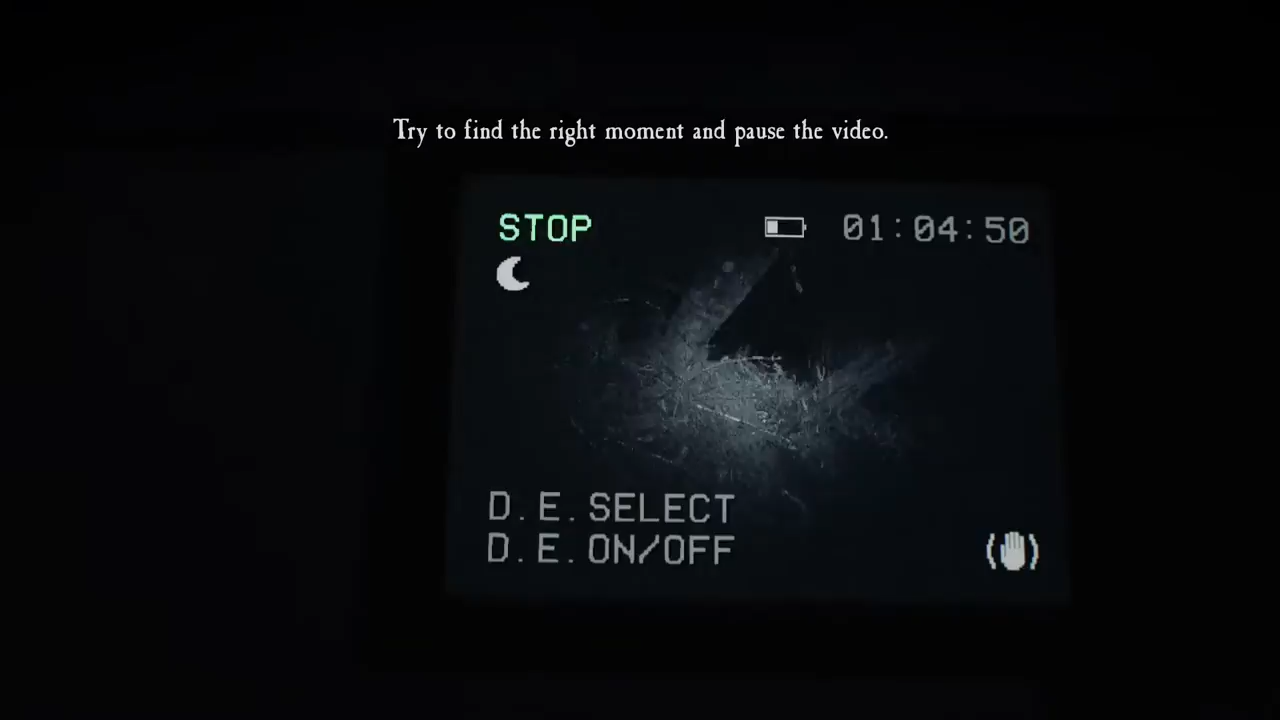 Try to find the right moment and pause the video.
STOP
01:04:50
D.E.SELECT
D.E.ON/OFF